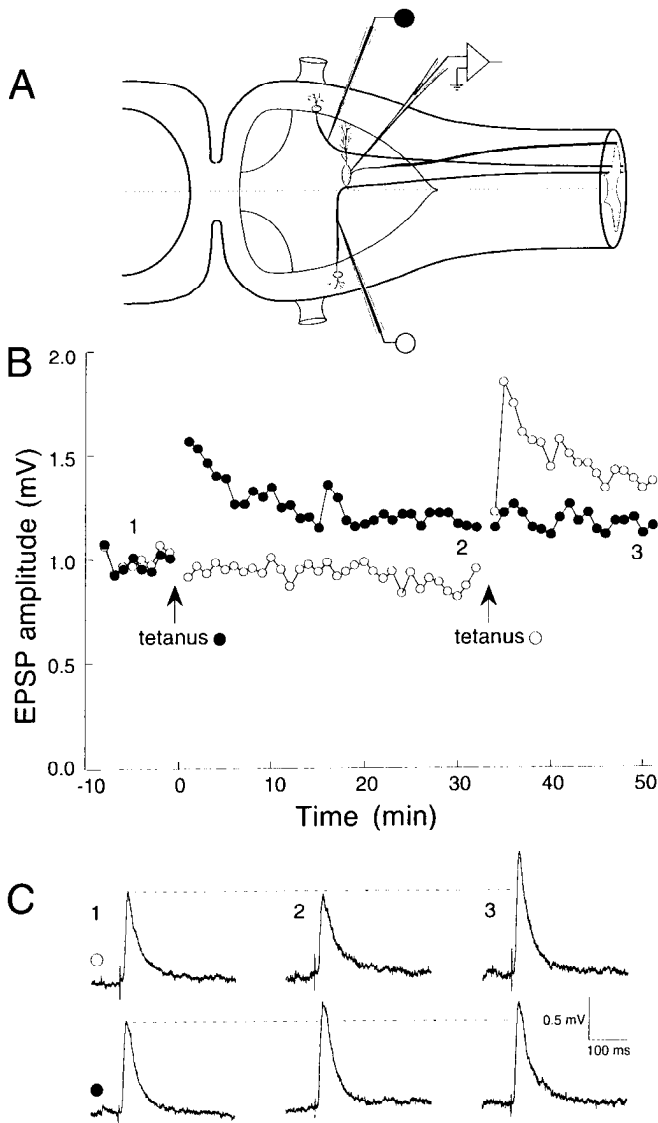 A
B
EPSP amplitude (mV)
2.0
1.5
1.0
0.5
0.0
1
2
3
tetanus ●
tetanus ○
-10 0 10 20 30 40 50
Time (min)
C
1 2 3
0.5 mV
100 ms